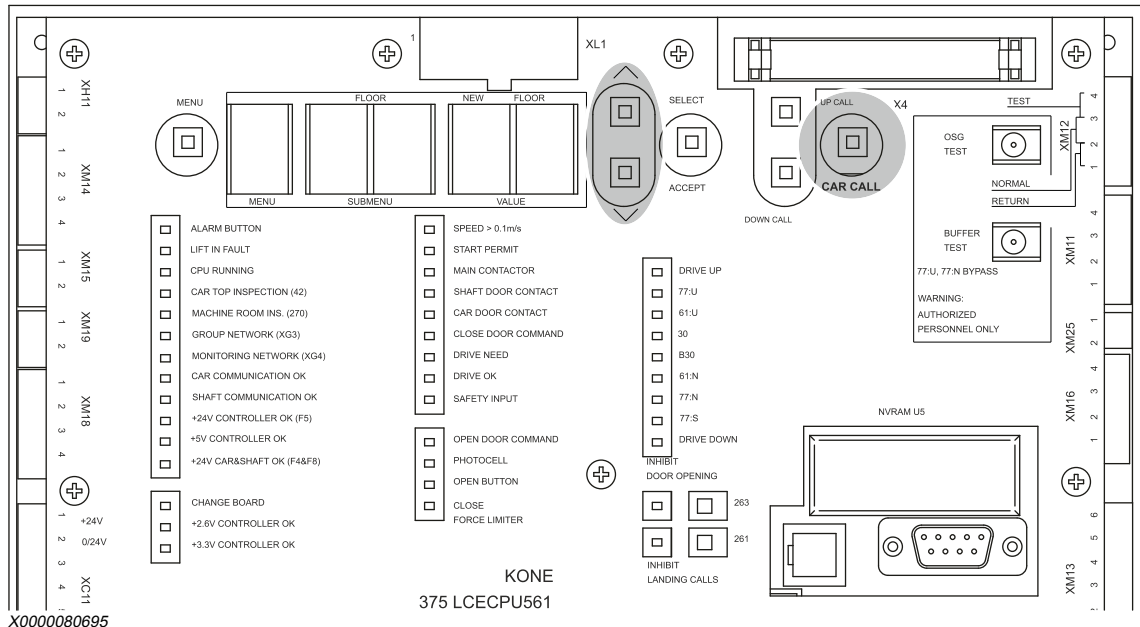 1
XL1
XH11
1
2
MENU
FLOOR
NEW FLOOR
SELECT
UP CALL
X4
TEST
4
3
2
1
XM12
OSG
TEST
CAR CALL
ACCEPT
NORMAL
RETURN
MENU
SUBMENU
VALUE
DOWN CALL
XM14
1
2
3
4
ALARM BUTTON
LIFT IN FAULT
CPU RUNNING
CAR TOP INSPECTION (42)
MACHINE ROOM INS. (270)
GROUP NETWORK (XG3)
MONITORING NETWORK (XG4)
CAR COMMUNICATION OK
SHAFT COMMUNICATION OK
+24V CONTROLLER OK (F5)
+5V CONTROLLER OK
+24V CAR&SHAFT OK (F4&F8)
CHANGE BOARD
+2.6V CONTROLLER OK
+3.3V CONTROLLER OK
SPEED > 0.1m/s
START PERMIT
MAIN CONTACTOR
SHAFT DOOR CONTACT
CAR DOOR CONTACT
CLOSE DOOR COMMAND
DRIVE NEED
DRIVE OK
SAFETY INPUT
OPEN DOOR COMMAND
PHOTOCELL
OPEN BUTTON
CLOSE
FORCE LIMITER
DRIVE UP
77:U
61:U
30
B30
61:N
77:N
77:S
DRIVE DOWN
INHIBIT
DOOR OPENING
263
261
INHIBIT
LANDING CALLS
BUFFER
TEST
77:U, 77:N BYPASS
WARNING:
AUTHORIZED
PERSONNEL ONLY
NVRAM U5
XM15
1
2
XM19
1
2
XM18
1
2
3
4
1 +24V
2 0/24V
3
4
XC11
XM11
4
3
2
1
XM25
1
2
XM16
4
3
2
1
XM13
6
5
4
3
KONE
375 LCECPU561
X0000080695